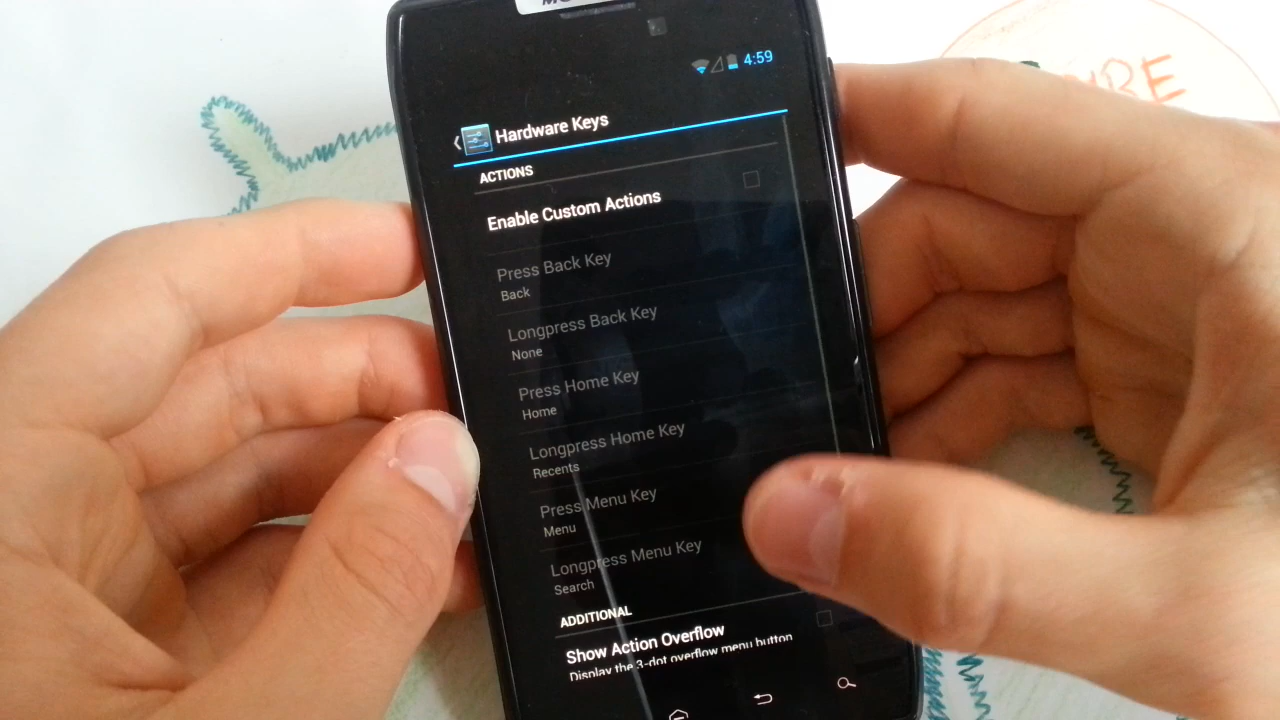 4:59
Hardware Keys
ACTIONS
Enable Custom Actions
Press Back Key
Back
Longpress Back Key
None
Press Home Key
Home
Longpress Home Key
Recents
Press Menu Key
Menu
Longpress Menu Key
Search
ADDITIONAL
Show Action Overflow
Display the 3-dot overflow menu button